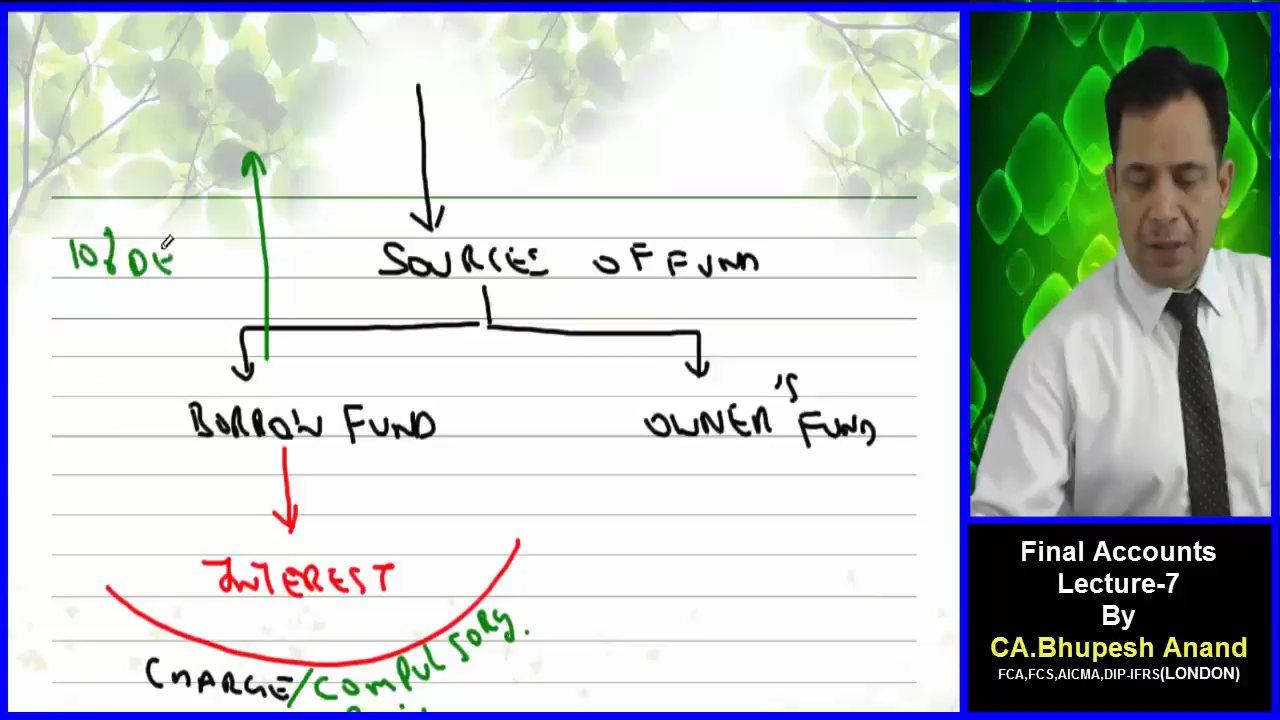 10% DE
SOURCES OF FUND
BORROW FUND
OWNER'S FUND
INTEREST
CHARGE/COMPULSORY.
Final Accounts
Lecture-7
By
CA.Bhupesh Anand
FCA,FCS,AICMA,DIP-IFRS(LONDON)